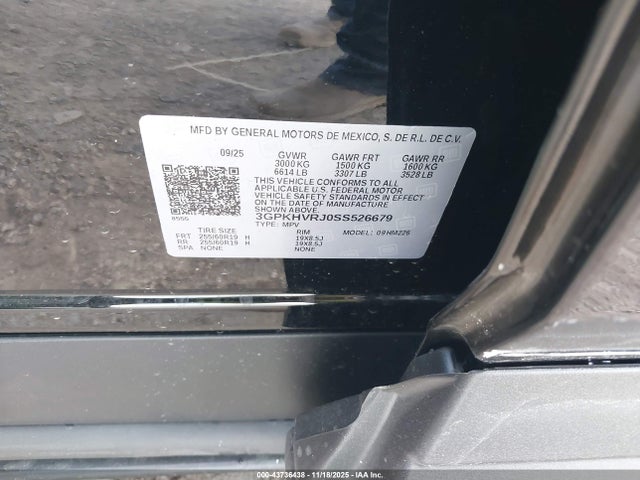 MFD BY GENERAL MOTORS DE MEXICO, S. DE R.L. DE C.V.
09/25 GVWR GAWR FRT GAWR RR
3000 KG 1500 KG 1600 KG
6614 LB 3307 LB 3528 LB
THIS VEHICLE CONFORMS TO ALL
APPLICABLE U.S. FEDERAL MOTOR
VEHICLE SAFETY STANDARDS IN EFFECT
ON THE DATE OF MANUFACTURE SHOWN ABOVE.
3GPKHVRJ0SS526679
TYPE: MPV MODEL: 09HM226
TIRE SIZE RIM
FRT 255/60R19 H 19X8.5J
RR 255/60R19 H 19X8.5J
SPA NONE NONE
000-43736438 - 11/18/2025 - IAA Inc.